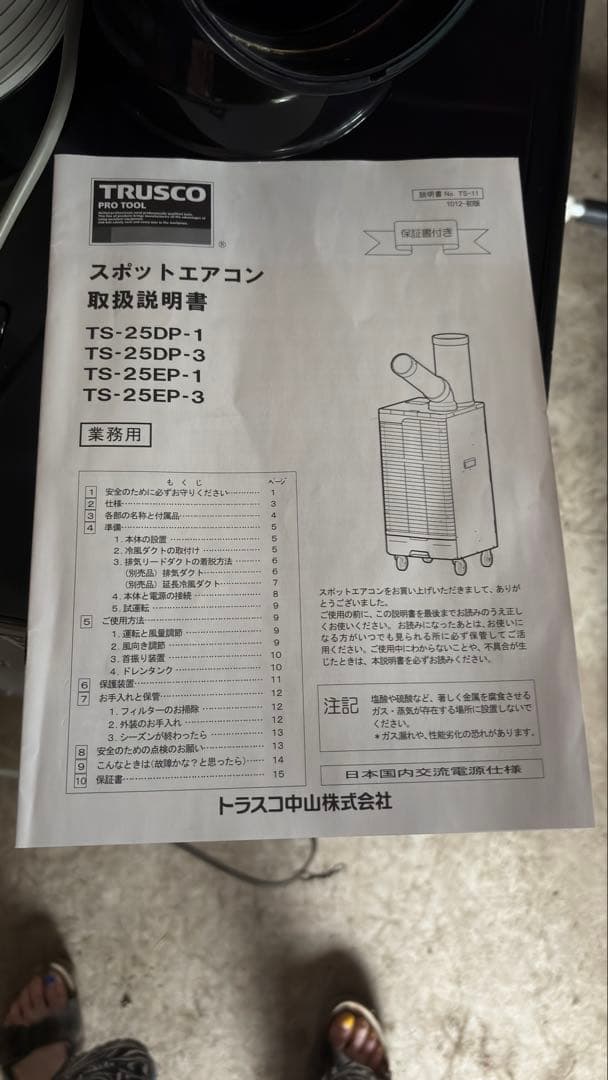 TRUSCO
PRO TOOL
®
説明書 No. TS-11
1012-初版
保証書付き
スポットエアコン
取扱説明書
TS-25DP-1
TS-25DP-3
TS-25EP-1
TS-25EP-3
業務用
もくじ ページ
1 安全のために必ずお守りください………… 1
2 仕様………… 3
3 各部の名称と付属品………… 4
4 準備………… 5
1. 本体の設置………… 5
2. 冷風ダクトの取付け………… 5
3. 排気リードダクトの着脱方法………… 6
(別売品) 排気ダクト………… 6
(別売品) 延長冷風ダクト………… 7
4. 本体と電源の接続………… 8
5. 試運転………… 9
5 ご使用方法………… 9
1. 運転と風量調節………… 9
2. 風向き調節………… 9
3. 首振り装置………… 10
4. ドレンタンク………… 10
6 保護装置………… 11
7 お手入れと保管………… 12
1. フィルターのお掃除………… 12
2. 外装のお手入れ………… 12
3. シーズンが終わったら………… 13
8 安全のための点検のお願い………… 13
9 こんなときは(故障かな?と思ったら)…… 14
10 保証書………… 15
スポットエアコンをお買い上げいただきまして、ありが
とうございました。
ご使用の前に、この説明書を最後までお読みのうえ正し
くお使いください。お読みになったあとは、お使いに
なる方がいつでも見られる所に必ず保管してご活
用ください。ご使用中にわからないことや、不具合が生
じたときは、本説明書を必ずお読みください。
注記
塩酸や硫酸など、著しく金属を腐食させる
ガス・蒸気が存在する場所に設置しないで
ください。
*ガス漏れや、性能劣化の恐れがあります。
日本国内交流電源仕様
トラスコ中山株式会社